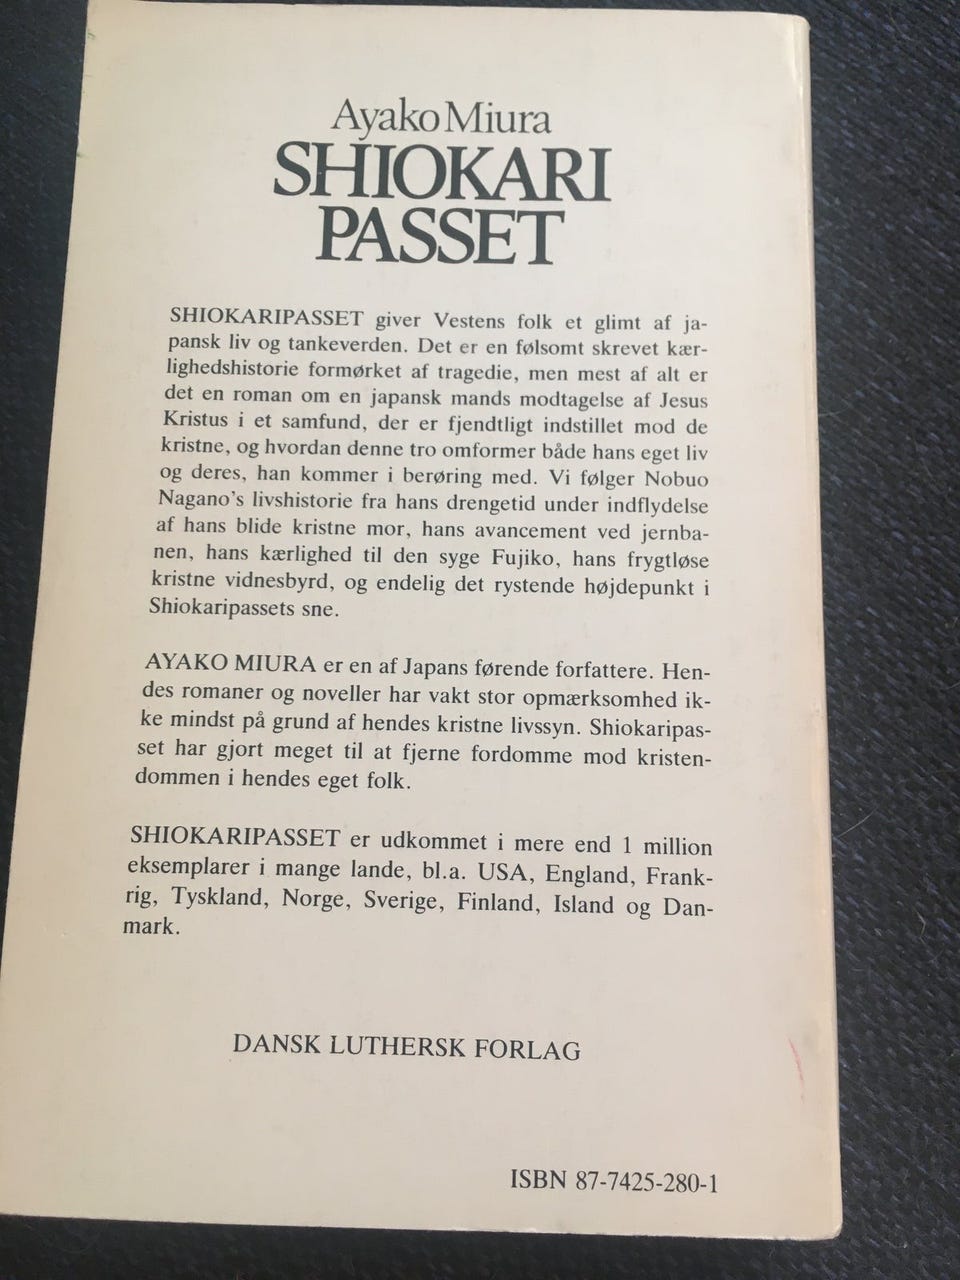 Ayako Miura
SHIOKARI
PASSET
SHIOKARIPASSET giver Vestens folk et glimt af ja-
pansk liv og tankeverden. Det er en følsomt skrevet kær-
lighedshistorie formørket af tragedie, men mest af alt er
det en roman om en japansk mands modtagelse af Jesus
Kristus i et samfund, der er fjendtligt indstillet mod de
kristne, og hvordan denne tro omformer både hans eget liv
og deres, han kommer i berøring med. Vi følger Nobuo
Nagano's livshistorie fra hans drengetid under indflydelse
af hans blide kristne mor, hans avancement ved jernba-
nen, hans kærlighed til den syge Fujiko, hans frygtløse
kristne vidnesbyrd, og endelig det rystende højdepunkt i
Shiokaripassets sne.
AYAKO MIURA er en af Japans førende forfattere. Hen-
des romaner og noveller har vakt stor opmærksomhed ik-
ke mindst på grund af hendes kristne livssyn. Shiokaripas-
set har gjort meget til at fjerne fordomme mod kristen-
dommen i hendes eget folk.
SHIOKARIPASSET er udkommet i mere end 1 million
eksemplarer i mange lande, bl.a. USA, England, Frank-
rig, Tyskland, Norge, Sverige, Finland, Island og Dan-
mark.
DANSK LUTHERSK FORLAG
ISBN 87-7425-280-1